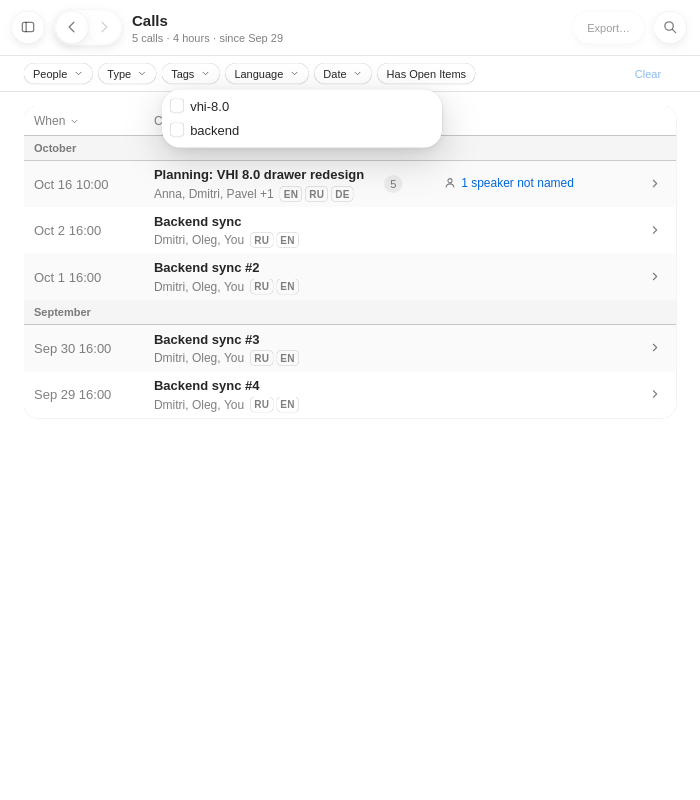 Calls
5 calls · 4 hours · since Sep 29
Export…
People
Type
Tags
Language
Date
Has Open Items
Clear
vhi-8.0
backend
When
October
Oct 16 10:00
Planning: VHI 8.0 drawer redesign
Anna, Dmitri, Pavel +1 EN RU DE
5
1 speaker not named
Oct 2 16:00
Backend sync
Dmitri, Oleg, You RU EN
Oct 1 16:00
Backend sync #2
Dmitri, Oleg, You RU EN
September
Sep 30 16:00
Backend sync #3
Dmitri, Oleg, You RU EN
Sep 29 16:00
Backend sync #4
Dmitri, Oleg, You RU EN